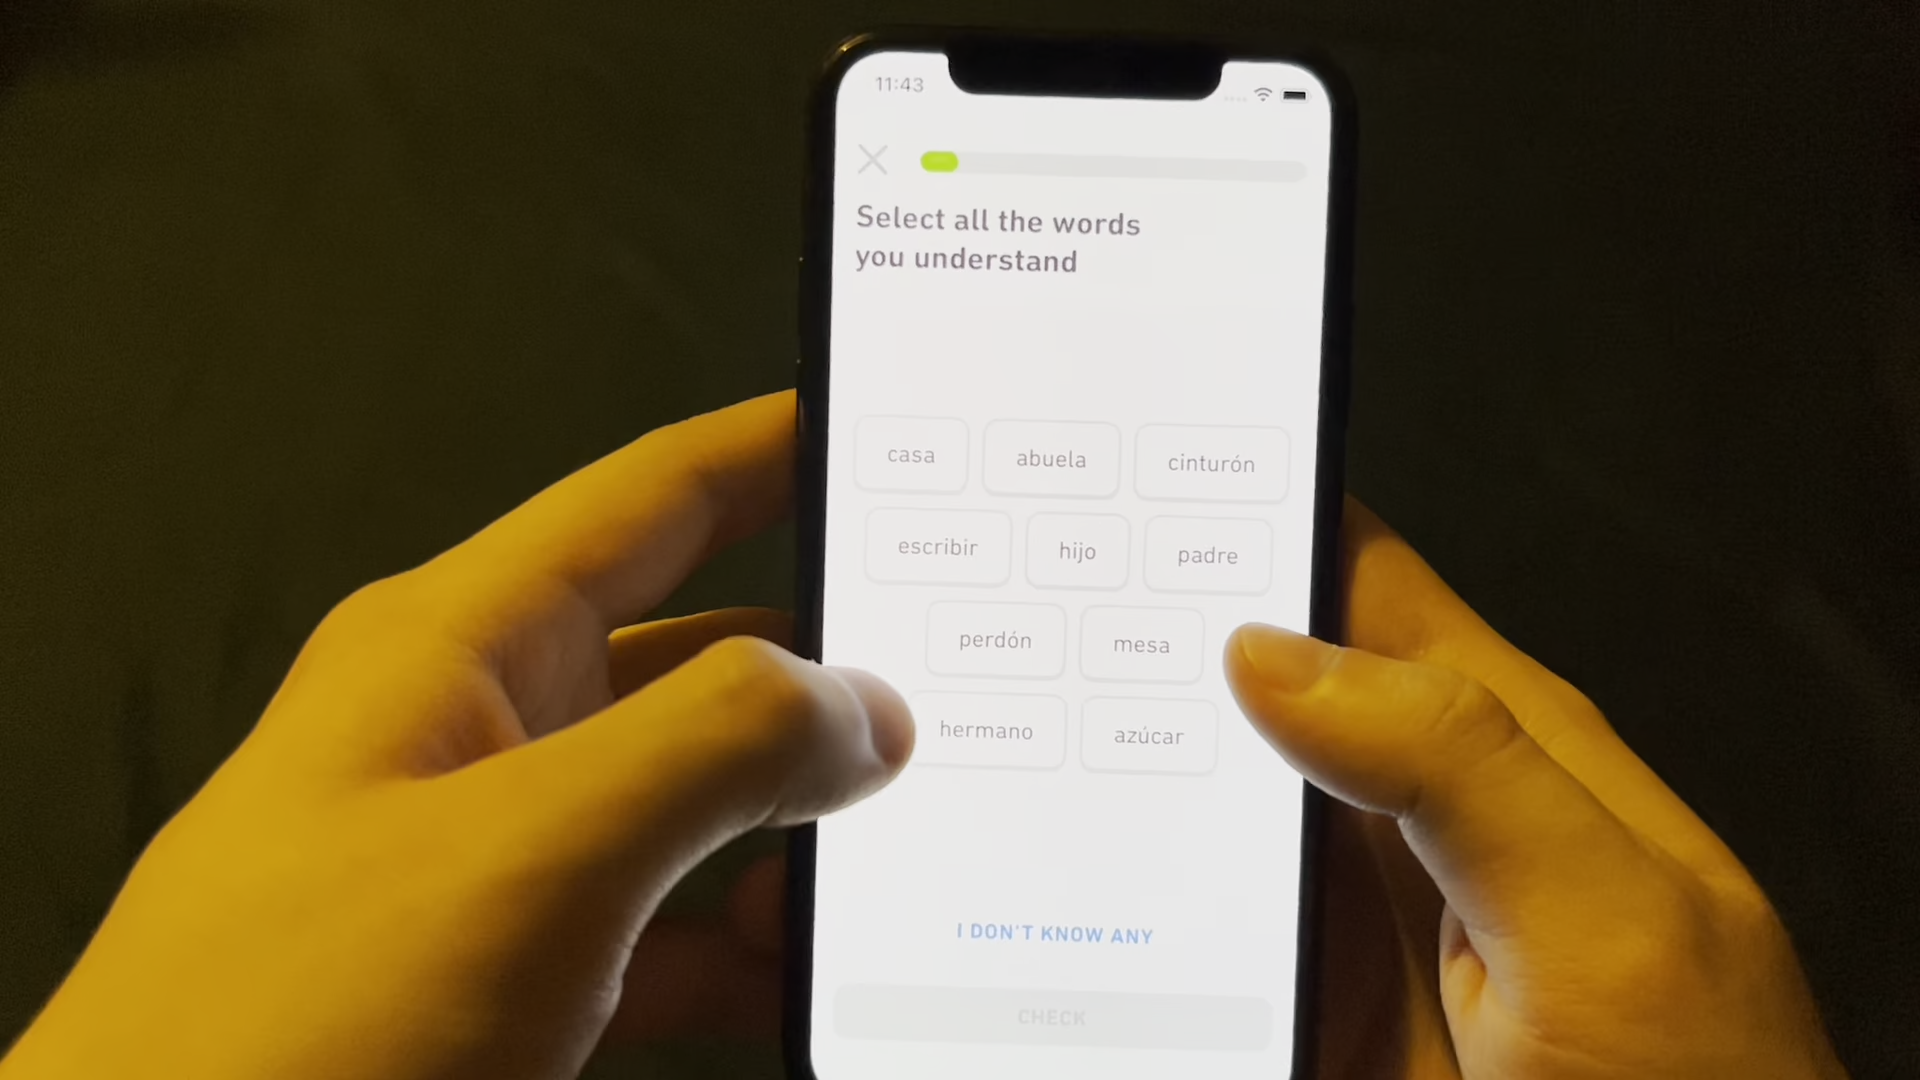 11:43
Select all the words
you understand
casa abuela cinturón
escribir hijo padre
perdón mesa
hermano azúcar
I DON'T KNOW ANY
CHECK